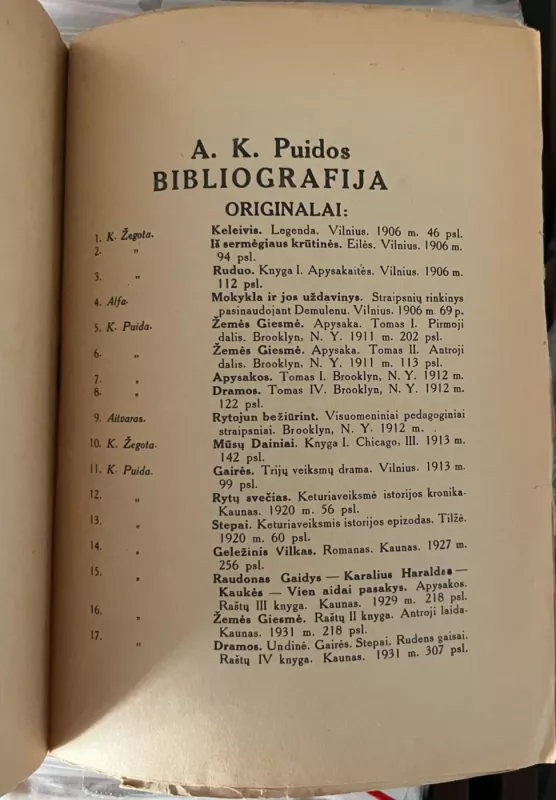 A. K. Puidos
BIBLIOGRAFIJA
ORIGINALAI:
1. K. Žegota. Keleivis. Legenda. Vilnius. 1906 m. 46 psl.
2. „ Iš sermėgiaus krūtinės. Eilės. Vilnius. 1906 m.
94 psl.
3. „ Ruduo. Knyga I. Apysakaitės. Vilnius. 1906 m.
112 psl.
4. Alfa. Mokykla ir jos uždavinys. Straipsnių rinkinys
pasinaudojant Demulenu. Vilnius. 1906 m. 69 p.
5. K. Puida. Žemės Giesmė. Apysaka. Tomas I. Pirmoji
dalis. Brooklyn, N. Y. 1911 m. 202 psl.
6. „ Žemės Giesmė. Apysaka. Tomas II. Antroji
dalis. Brooklyn, N. Y. 1911 m. 113 psl.
7. „ Apysakos. Tomas I. Brooklyn, N. Y. 1912 m.
8. „ Dramos. Tomas IV. Brooklyn, N. Y. 1912 m.
122 psl.
9. Aitvaras. Rytojun bežiūrint. Visuomeniniai pedagoginiai
straipsniai. Brooklyn, N. Y. 1912 m.
10. K. Žegota. Mūsų Dainiai. Knyga I. Chicago, Ill. 1913 m.
142 psl.
11. K. Puida. Gairės. Trijų veiksmų drama. Vilnius. 1913 m.
99 psl.
12. „ Rytų svečias. Keturiaveiksmė istorijos kronika.
Kaunas. 1920 m. 56 psl.
13. „ Stepai. Keturiaveiksmis istorijos epizodas. Tilžė.
1920 m. 60 psl.
14. „ Geležinis Vilkas. Romanas. Kaunas. 1927 m.
256 psl.
15. „ Raudonas Gaidys — Karalius Haraldas —
Kaukės — Vien aidai pasakys. Apysakos.
Raštų III knyga. Kaunas. 1929 m. 218 psl.
16. „ Žemės Giesmė. Raštų II knyga. Antroji laida.
Kaunas. 1931 m. 218 psl.
17. „ Dramos. Undinė. Gairės. Stepai. Rudens gaisai.
Raštų IV knyga. Kaunas. 1931 m. 307 psl.